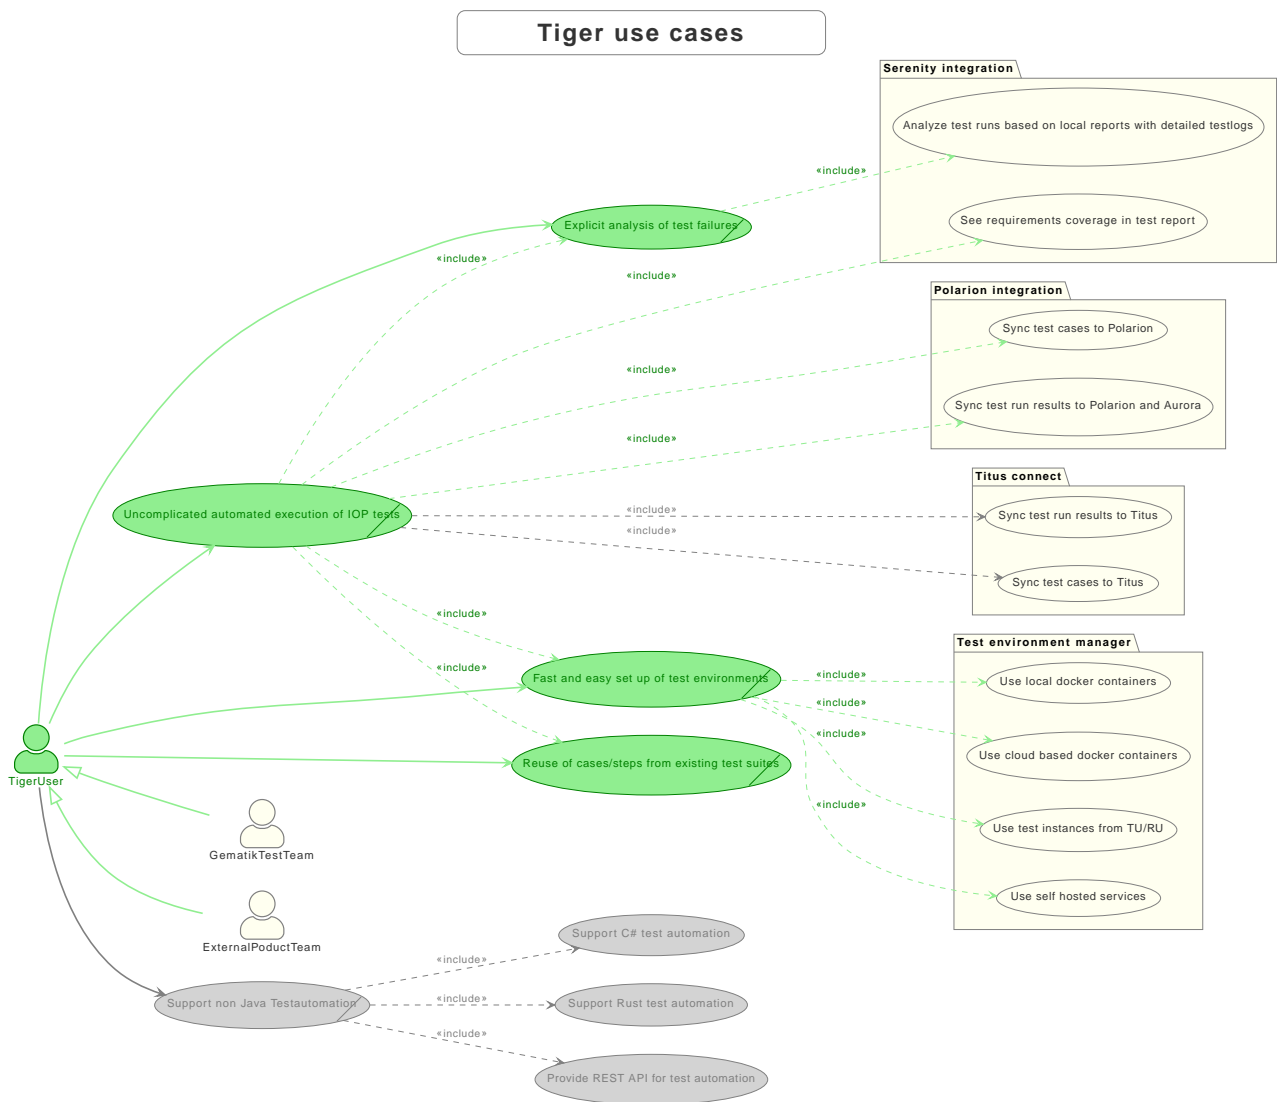 Tiger use cases
Serenity integration
Analyze test runs based on local reports with detailed testlogs
«include»
See requirements coverage in test report
Explicit analysis of test failures
«include»
«include»
Polarion integration
Sync test cases to Polarion
«include»
Sync test run results to Polarion and Aurora
«include»
Titus connect
Uncomplicated automated execution of IOP tests
«include»
Sync test run results to Titus
«include»
Sync test cases to Titus
«include»
Test environment manager
«include»
Fast and easy set up of test environments
«include»
Use local docker containers
«include»
«include»
Use cloud based docker containers
Reuse of cases/steps from existing test suites
TigerUser
«include»
Use test instances from TU/RU
GematikTestTeam
Use self hosted services
ExternalPoductTeam
Support C# test automation
«include»
Support non Java Testautomation
«include»
Support Rust test automation
«include»
Provide REST API for test automation